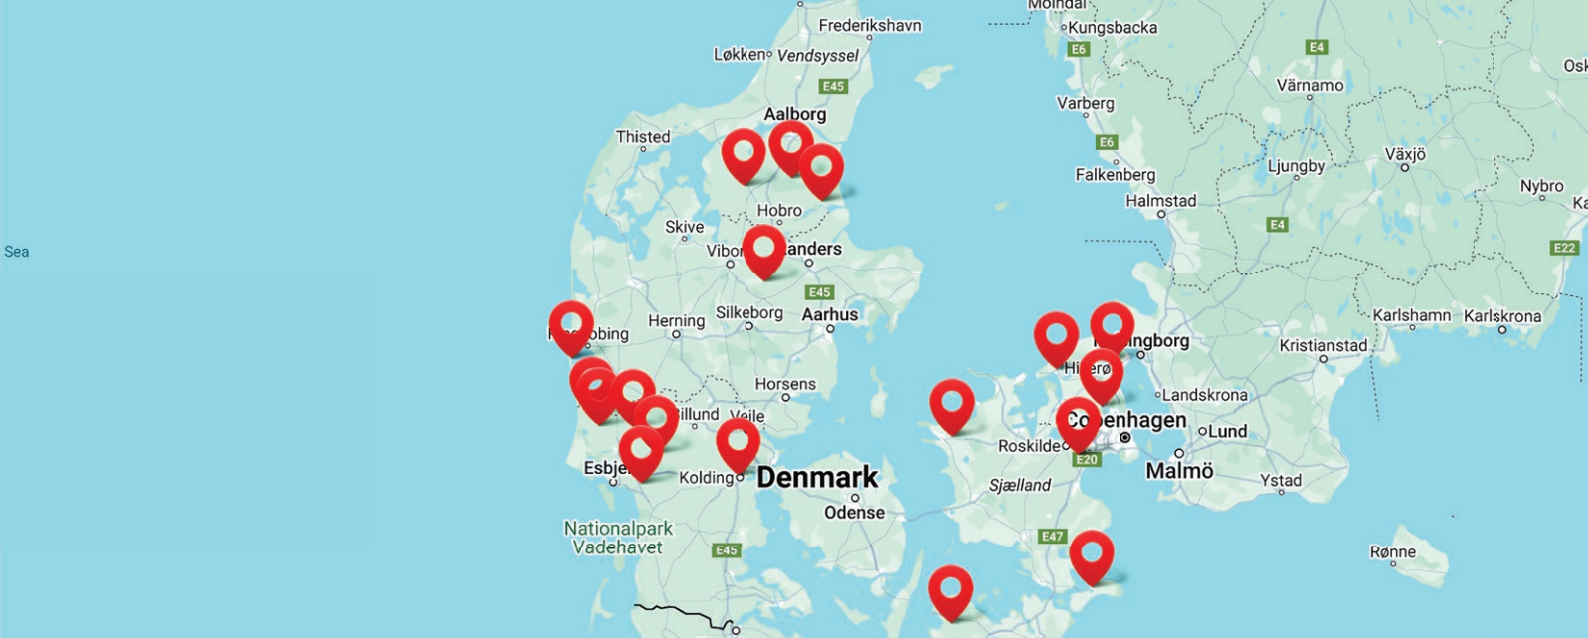 Mölndal
Frederikshavn
Kungsbacka
E6
E4
Løkken
Vendsyssel
E45
Värnamo
Varberg
Aalborg
Thisted
E6
Växjö
Ljungby
Falkenberg
Nybro
Halmstad
Hobro
Skive
E4
Sea
E22
E45
Silkeborg
Aarhus
Herning
Karlshamn
Karlskrona
Kristianstad
Horsens
Landskrona
Billund
Vejle
Copenhagen
Lund
Roskilde
E20
Malmö
Kolding
Denmark
Sjælland
Ystad
Odense
Nationalpark
Vadehavet
E47
E45
Rønne